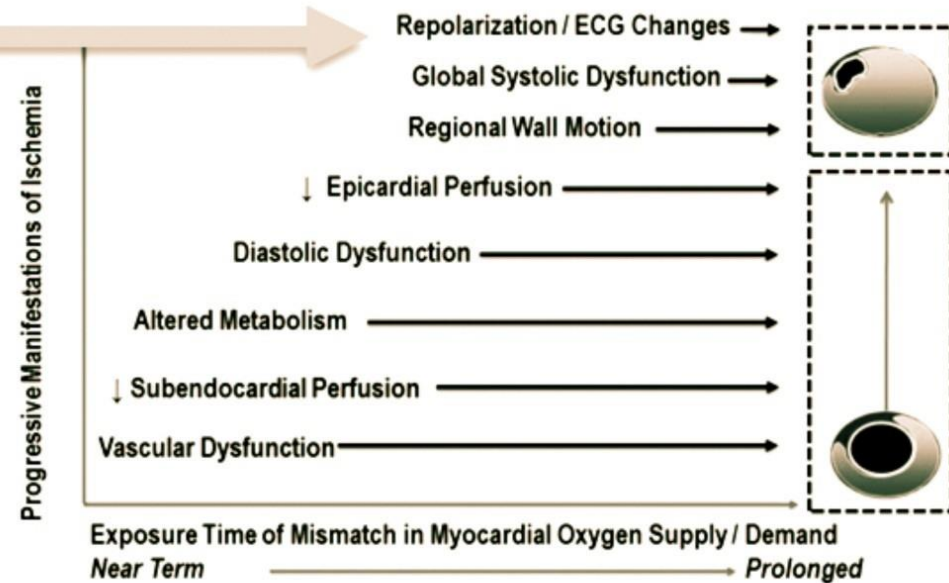 Repolarization / ECG Changes
Global Systolic Dysfunction
Regional Wall Motion
↓ Epicardial Perfusion
Diastolic Dysfunction
Altered Metabolism
↓ Subendocardial Perfusion
Vascular Dysfunction
Progressive Manifestations of Ischemia
Exposure Time of Mismatch in Myocardial Oxygen Supply / Demand
Near Term Prolonged